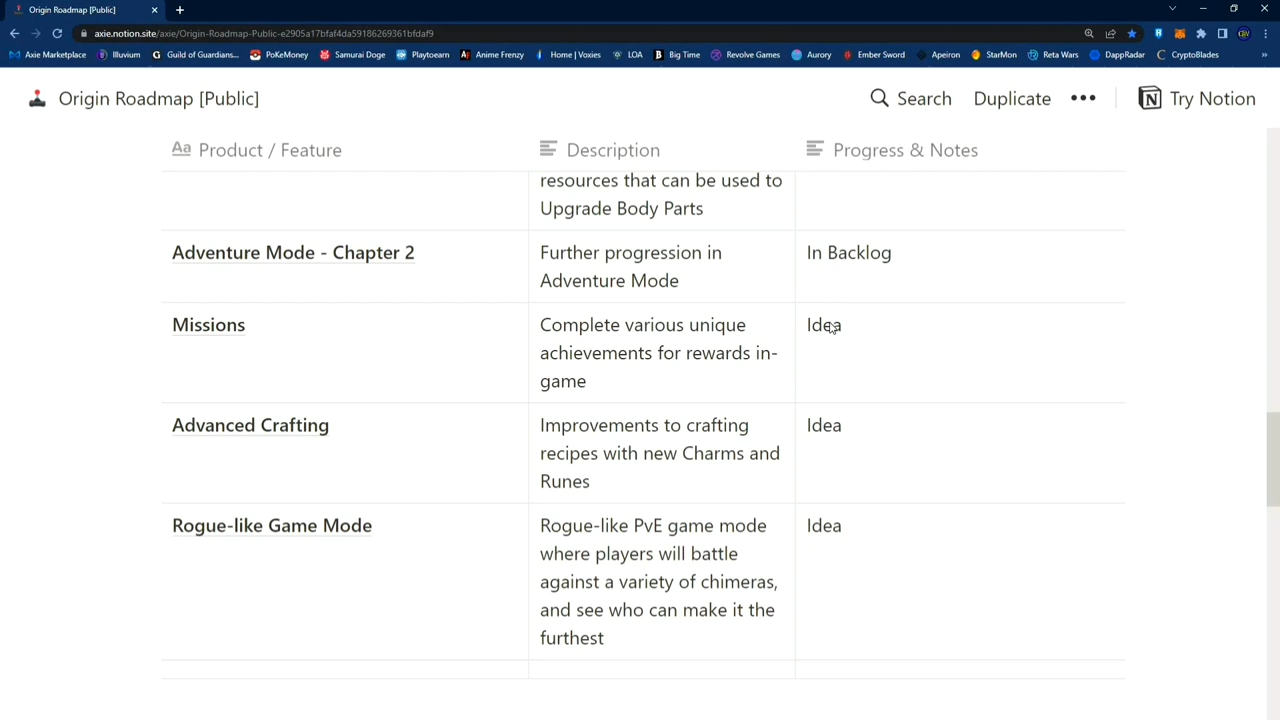 Origin Roadmap [Public]
axie.notion.site/axie/Origin-Roadmap-Public-e2905a17bfaf4da59186269361bfdaf9
Axie Marketplace Illuvium Guild of Guardians... PoKeMoney Samurai Doge Playtoearn Anime Frenzy Home | Voxies LOA Big Time Revolve Games Aurory Ember Sword Apeiron StarMon Reta Wars DappRadar CryptoBlades »
Origin Roadmap [Public] Search Duplicate ••• Try Notion
Aa Product / Feature Description Progress & Notes
resources that can be used to
Upgrade Body Parts
Adventure Mode - Chapter 2 Further progression in In Backlog
Adventure Mode
Missions Complete various unique Idea
achievements for rewards in-
game
Advanced Crafting Improvements to crafting Idea
recipes with new Charms and
Runes
Rogue-like Game Mode Rogue-like PvE game mode Idea
where players will battle
against a variety of chimeras,
and see who can make it the
furthest